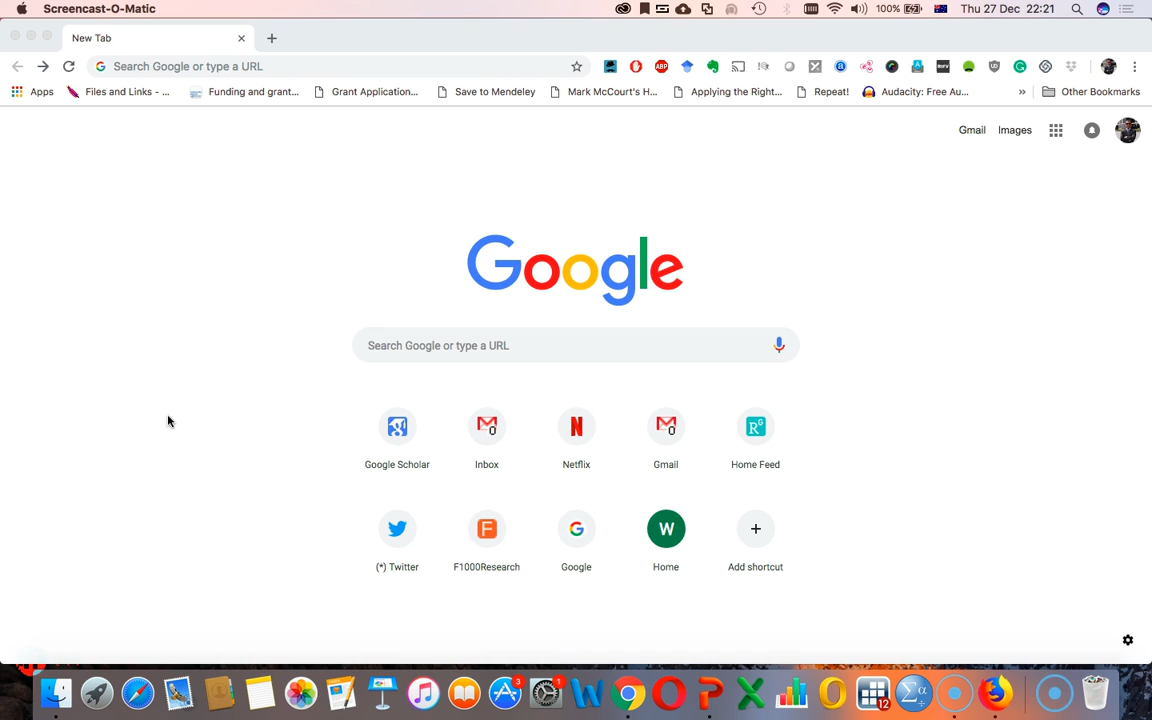 Screencast-O-Matic
100%
Thu 27 Dec 22:21
New Tab
Search Google or type a URL
ABP
Apps
Files and Links - ...
Funding and grant...
Grant Application...
Save to Mendeley
Mark McCourt's H...
Applying the Right...
Repeat!
Audacity: Free Au...
»
Other Bookmarks
Gmail
Images
Google
Search Google or type a URL
Google Scholar
Inbox
Netflix
Gmail
Home Feed
(*) Twitter
F1000Research
Google
Home
Add shortcut